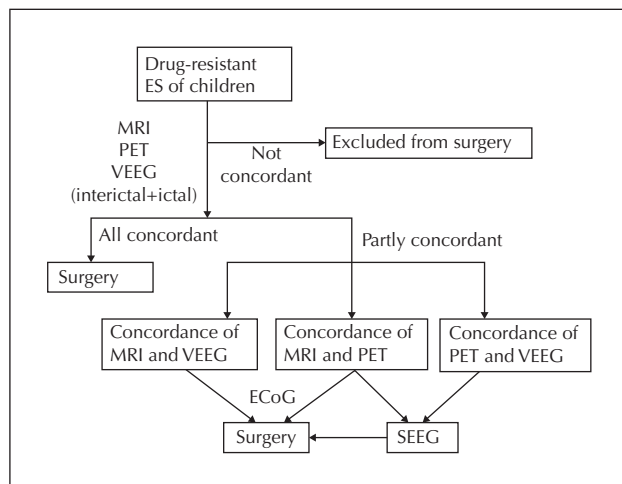 Drug-resistant
ES of children
MRI
PET
VEEG
(interictal+ictal)
Not
concordant
Excluded from surgery
All concordant
Partly concordant
Surgery
Concordance of
MRI and VEEG
Concordance of
MRI and PET
Concordance of
PET and VEEG
ECoG
Surgery
SEEG